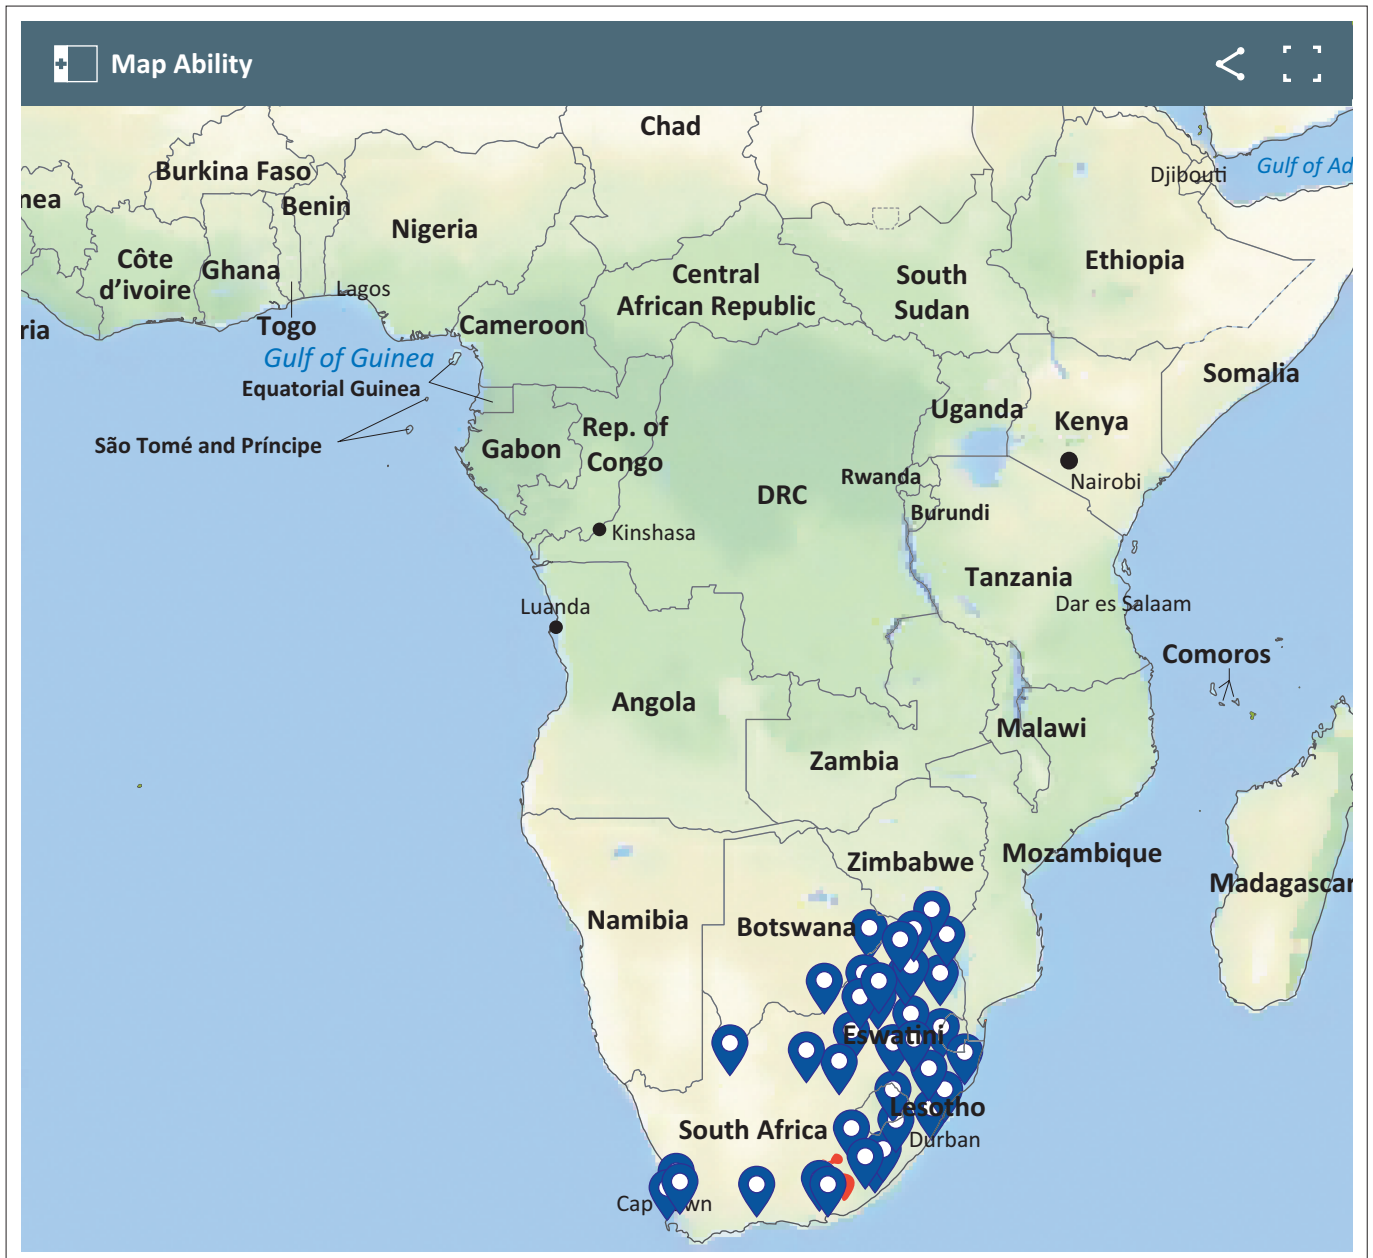 Map Ability
Chad
Burkina Faso
Djibouti
Gulf of Ad
nea
Benin
Nigeria
Côte
d'ivoire
Ghana
Central
African Republic
South
Sudan
Ethiopia
Lagos
ria
Togo
Cameroon
Gulf of Guinea
Equatorial Guinea
Somalia
Uganda
Kenya
São Tomé and Príncipe
Gabon
Rep. of
Congo
Rwanda
Nairobi
DRC
Burundi
Kinshasa
Tanzania
Luanda
Dar es Salaam
Comoros
Angola
Malawi
Zambia
Zimbabwe
Mozambique
Madagascar
Namibia
Botswana
Eswatini
Lesotho
South Africa
Durban
Cap
wn